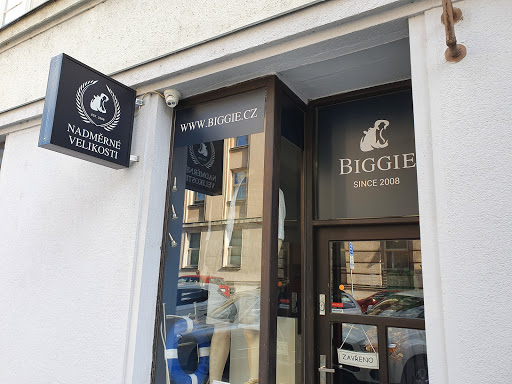 NADMĚRNÉ
VELIKOSTI
WWW.BIGGIE.CZ
BIGGIE
SINCE 2008
ZAVŘENO